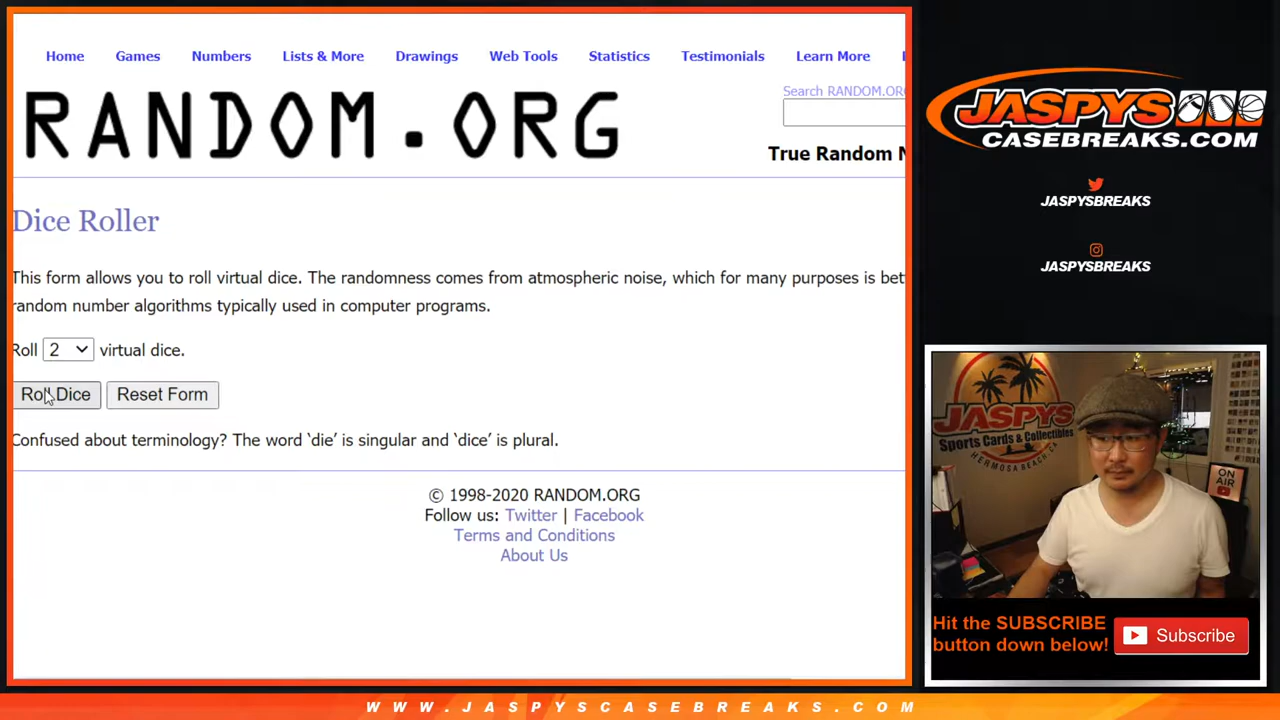 Home Games Numbers Lists & More Drawings Web Tools Statistics Testimonials Learn More
RANDOM.ORG
Search RANDOM.ORG
True Random N
Dice Roller
This form allows you to roll virtual dice. The randomness comes from atmospheric noise, which for many purposes is bet
random number algorithms typically used in computer programs.
Roll 2 virtual dice.
Roll Dice Reset Form
Confused about terminology? The word ‘die’ is singular and ‘dice’ is plural.
© 1998-2020 RANDOM.ORG
Follow us: Twitter | Facebook
Terms and Conditions
About Us
JASPYS
CASEBREAKS.COM
JASPYSBREAKS
JASPYSBREAKS
JASPYS
Sports Cards & Collectibles
HERMOSA BEACH, CA
ON AIR
Hit the SUBSCRIBE
button down below!
Subscribe
WWW.JASPYSCASEBREAKS.COM